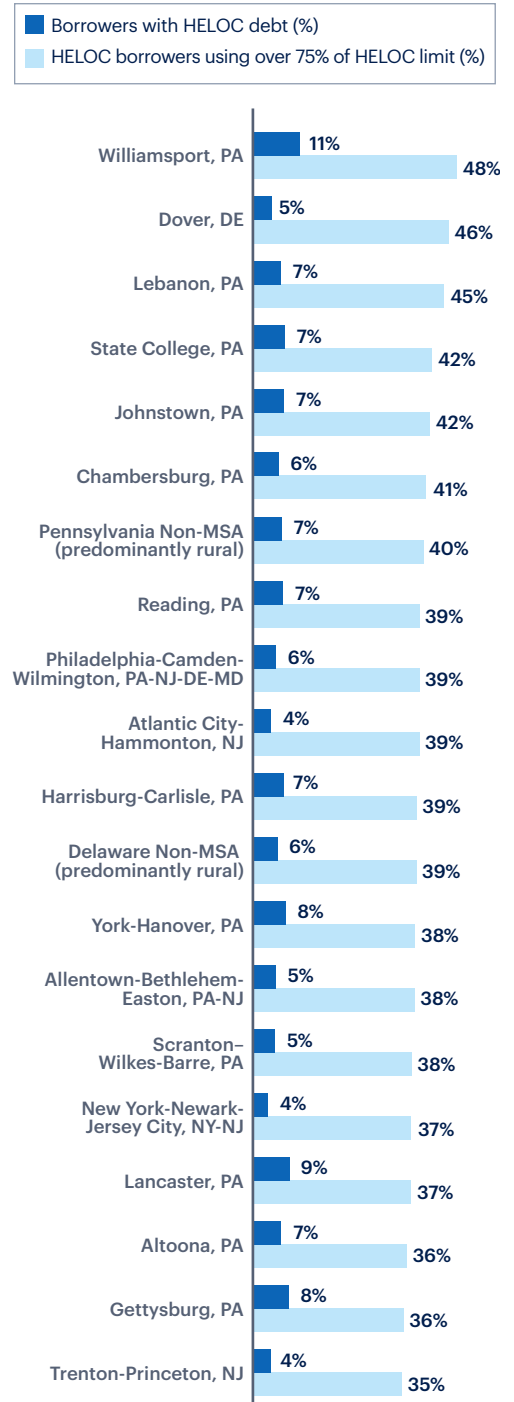 Borrowers with HELOC debt (%)
HELOC borrowers using over 75% of HELOC limit (%)
Williamsport, PA
11%
48%
Dover, DE
5%
46%
Lebanon, PA
7%
45%
State College, PA
7%
42%
Johnstown, PA
7%
42%
Chambersburg, PA
6%
41%
Pennsylvania Non-MSA
(predominantly rural)
7%
40%
Reading, PA
7%
39%
Philadelphia-Camden-
Wilmington, PA-NJ-DE-MD
6%
39%
Atlantic City-
Hammonton, NJ
4%
39%
Harrisburg-Carlisle, PA
7%
39%
Delaware Non-MSA
(predominantly rural)
6%
39%
York-Hanover, PA
8%
38%
Allentown-Bethlehem-
Easton, PA-NJ
5%
38%
Scranton–
Wilkes-Barre, PA
5%
38%
New York-Newark-
Jersey City, NY-NJ
4%
37%
Lancaster, PA
9%
37%
Altoona, PA
7%
36%
Gettysburg, PA
8%
36%
Trenton-Princeton, NJ
4%
35%